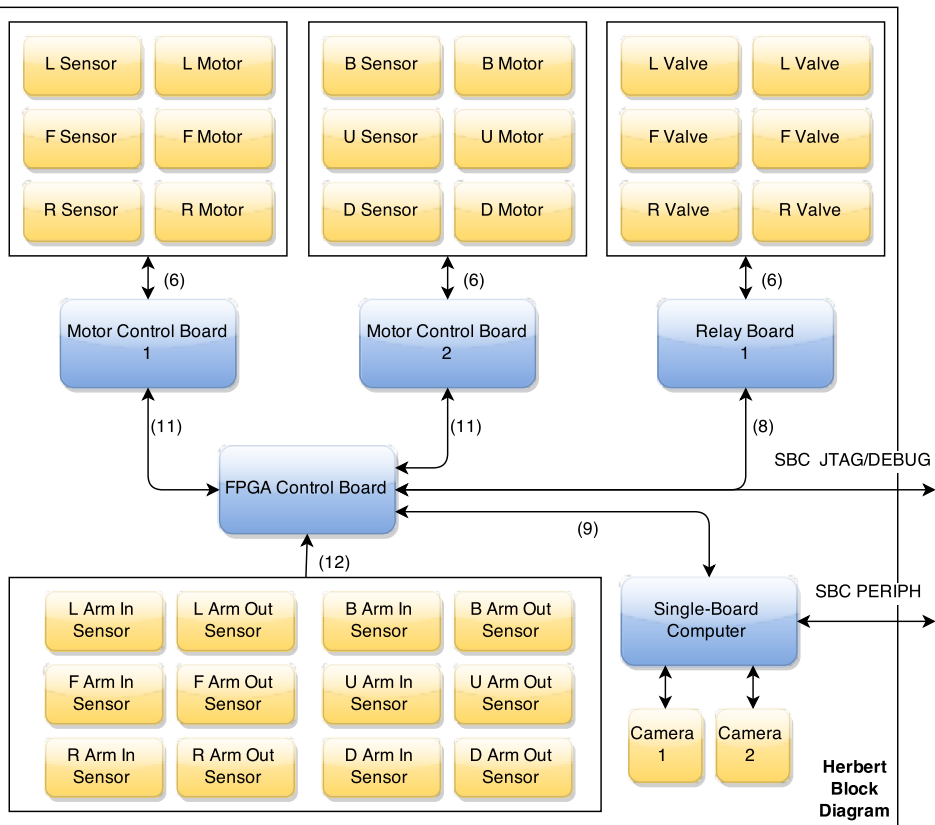 L Sensor
L Motor
B Sensor
B Motor
L Valve
L Valve
F Sensor
F Motor
U Sensor
U Motor
F Valve
F Valve
R Sensor
R Motor
D Sensor
D Motor
R Valve
R Valve
(6)
(6)
(6)
Motor Control Board
1
Motor Control Board
2
Relay Board
1
(11)
(11)
(8)
SBC JTAG/DEBUG
FPGA Control Board
(9)
(12)
SBC PERIPH
L Arm In
Sensor
L Arm Out
Sensor
B Arm In
Sensor
B Arm Out
Sensor
Single-Board
Computer
F Arm In
Sensor
F Arm Out
Sensor
U Arm In
Sensor
U Arm Out
Sensor
R Arm In
Sensor
R Arm Out
Sensor
D Arm In
Sensor
D Arm Out
Sensor
Camera
1
Camera
2
Herbert
Block
Diagram